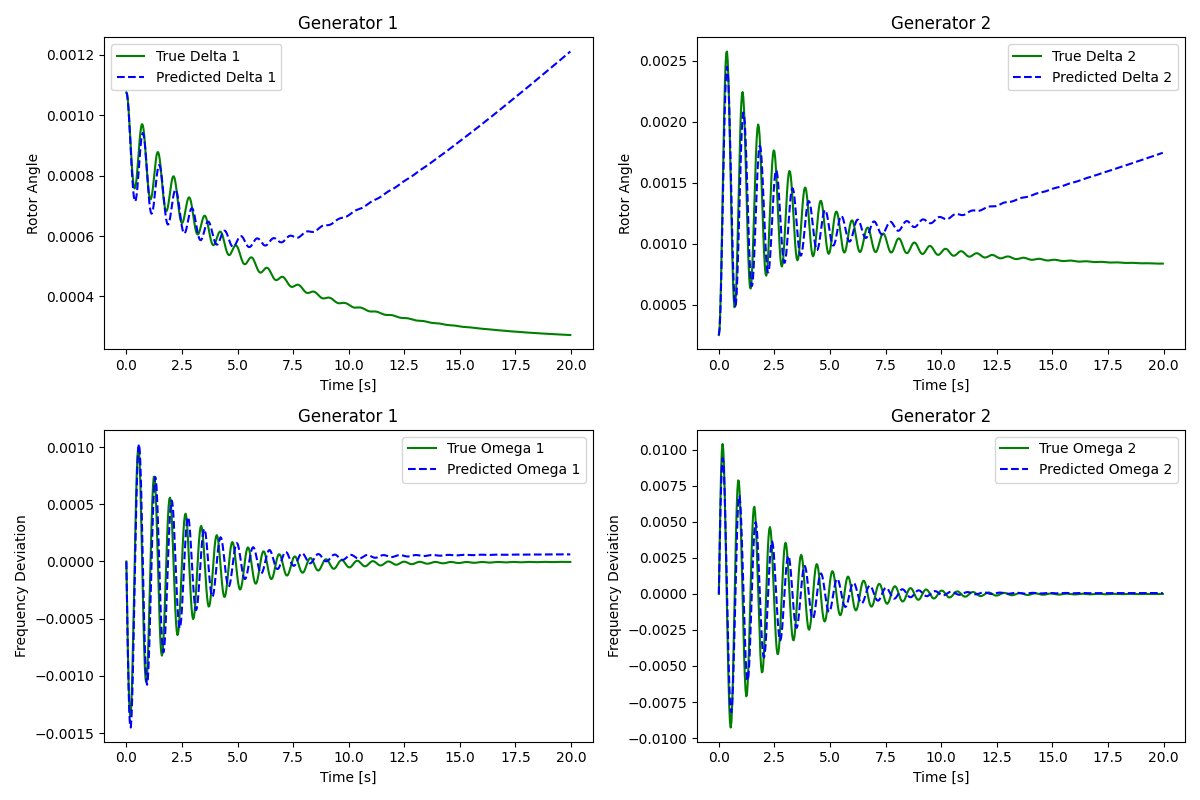 Generator 1
True Delta 1
Predicted Delta 1
Rotor Angle
0.0012
0.0010
0.0008
0.0006
0.0004
0.0 2.5 5.0 7.5 10.0 12.5 15.0 17.5 20.0
Time [s]
Generator 2
True Delta 2
Predicted Delta 2
Rotor Angle
0.0025
0.0020
0.0015
0.0010
0.0005
0.0 2.5 5.0 7.5 10.0 12.5 15.0 17.5 20.0
Time [s]
Generator 1
True Omega 1
Predicted Omega 1
Frequency Deviation
0.0010
0.0005
0.0000
−0.0005
−0.0010
−0.0015
0.0 2.5 5.0 7.5 10.0 12.5 15.0 17.5 20.0
Time [s]
Generator 2
True Omega 2
Predicted Omega 2
Frequency Deviation
0.0100
0.0075
0.0050
0.0025
0.0000
−0.0025
−0.0050
−0.0075
−0.0100
0.0 2.5 5.0 7.5 10.0 12.5 15.0 17.5 20.0
Time [s]